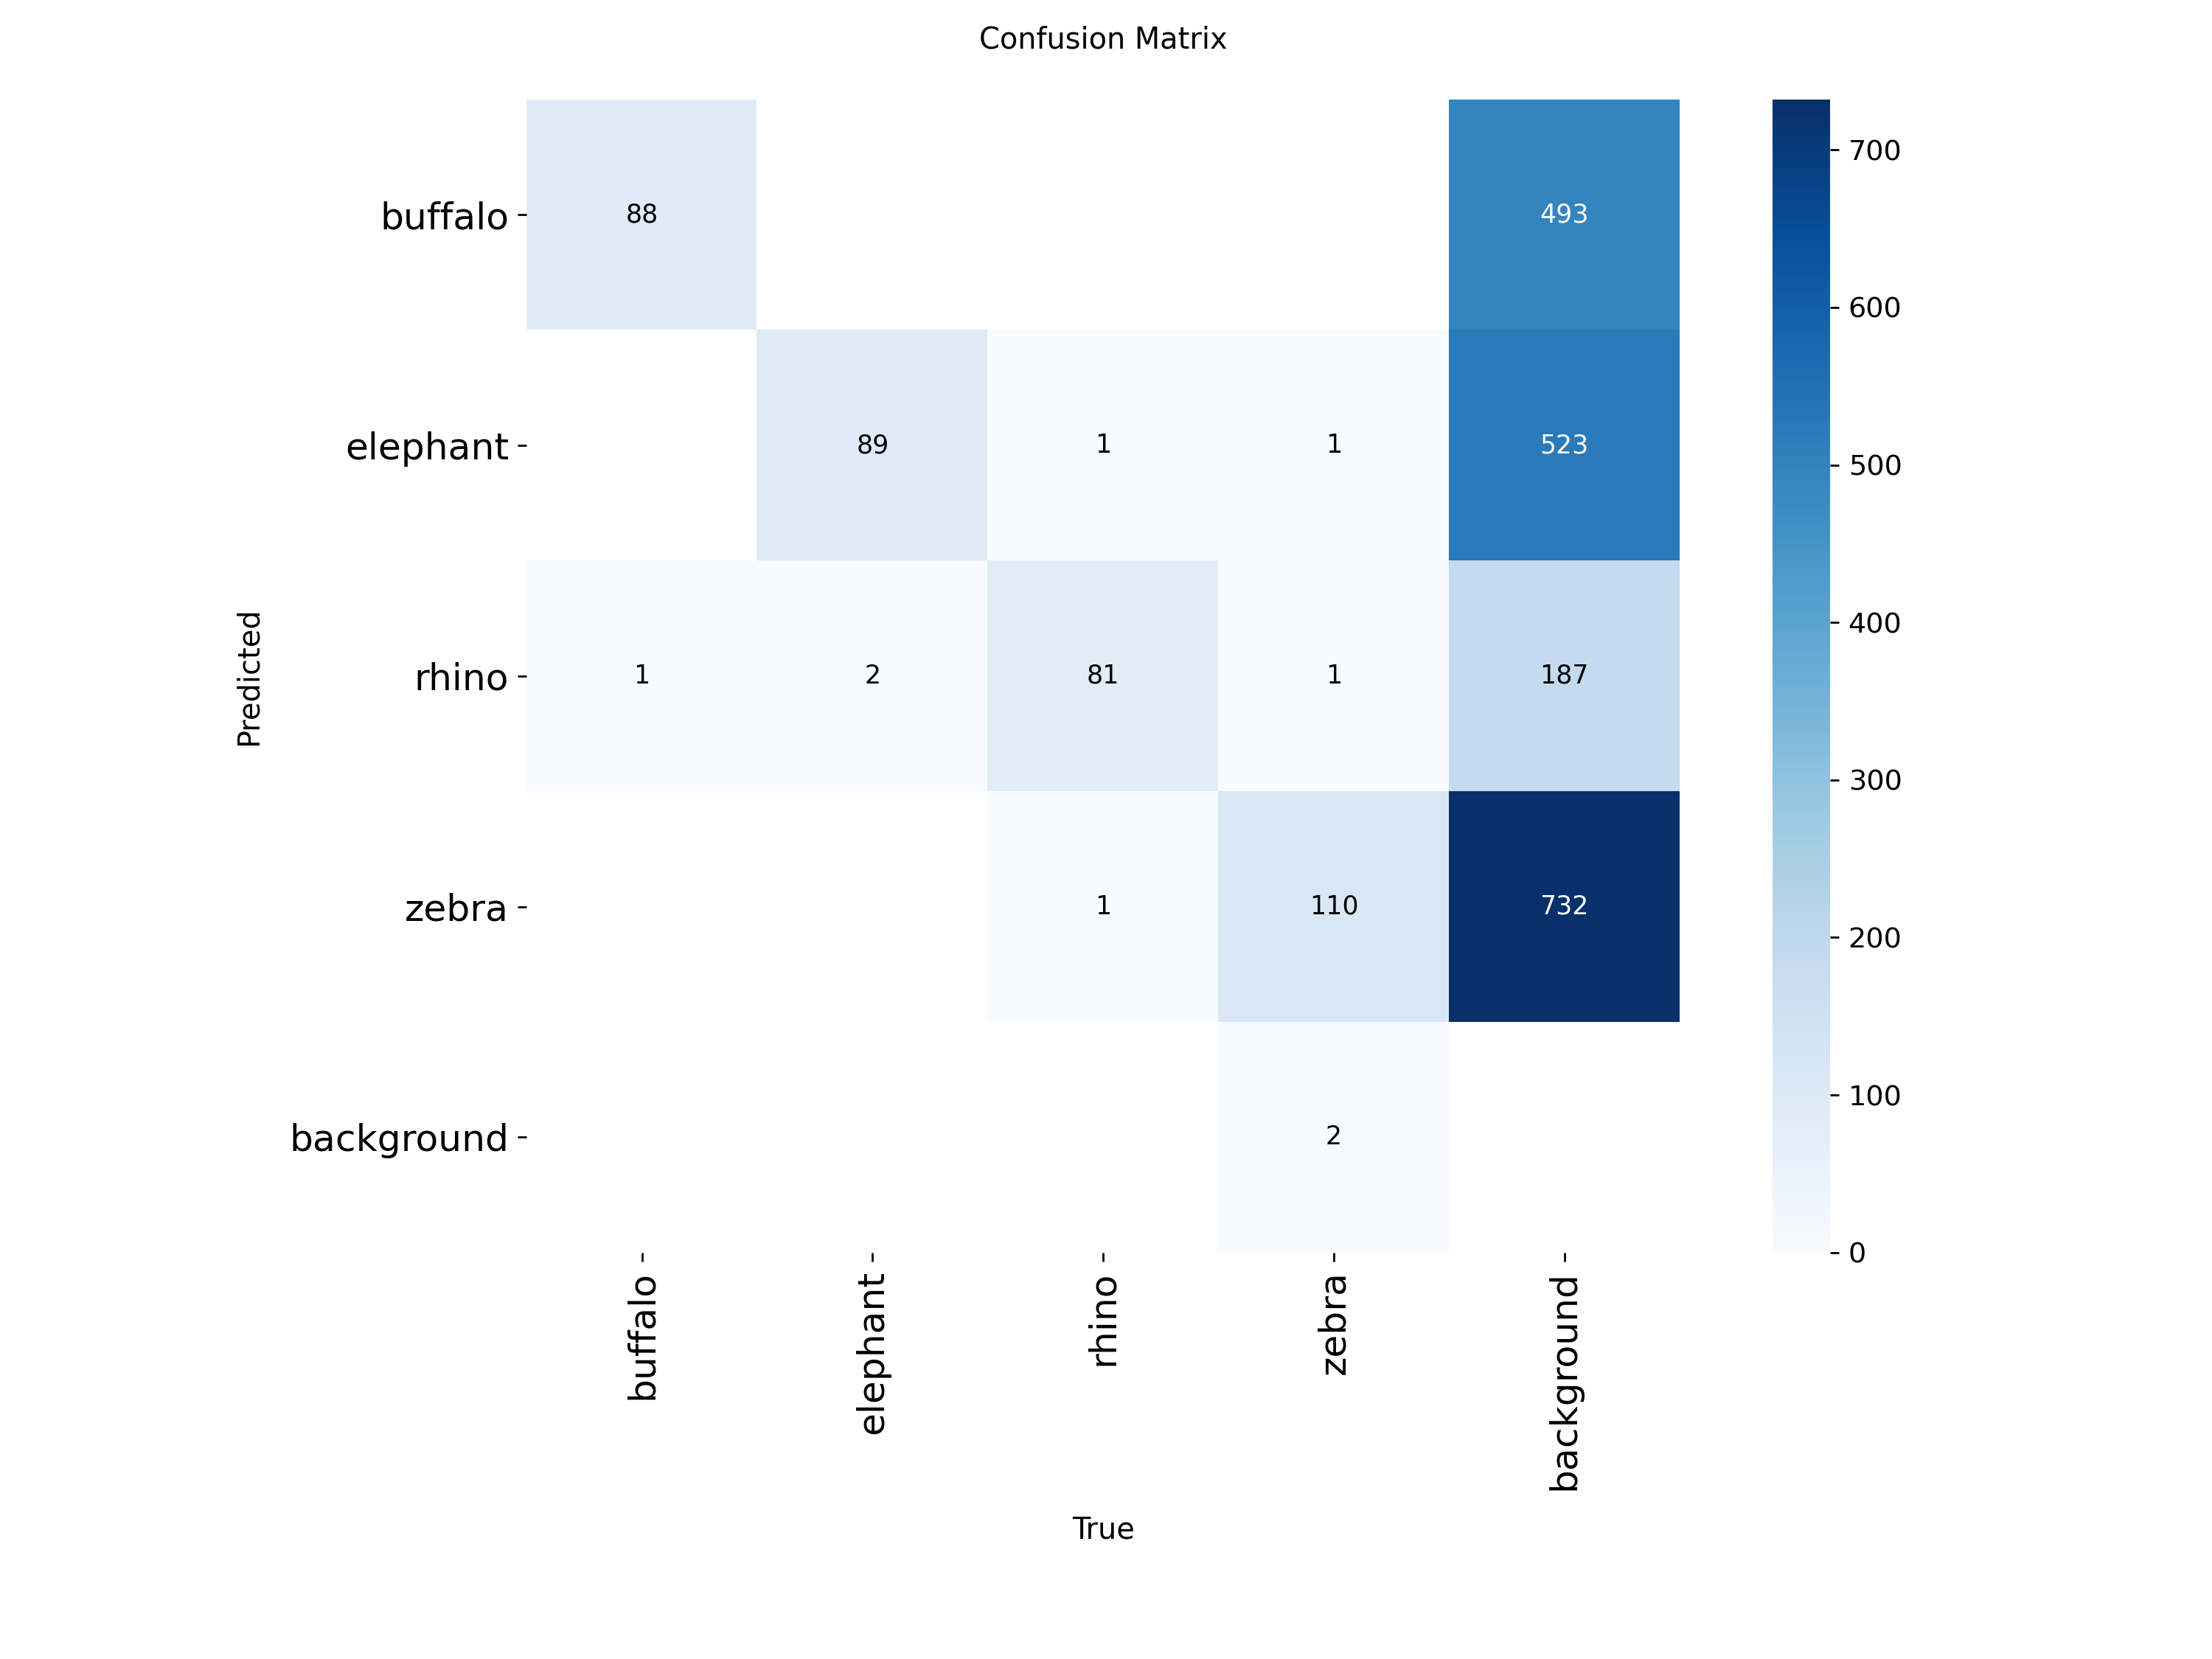 Confusion Matrix
buffalo 88 493 700
600
elephant 89 1 1 523 500
400
Predicted
rhino 1 2 81 1 187
300
zebra 1 110 732 200
100
background 2
0
buffalo elephant rhino zebra background
True